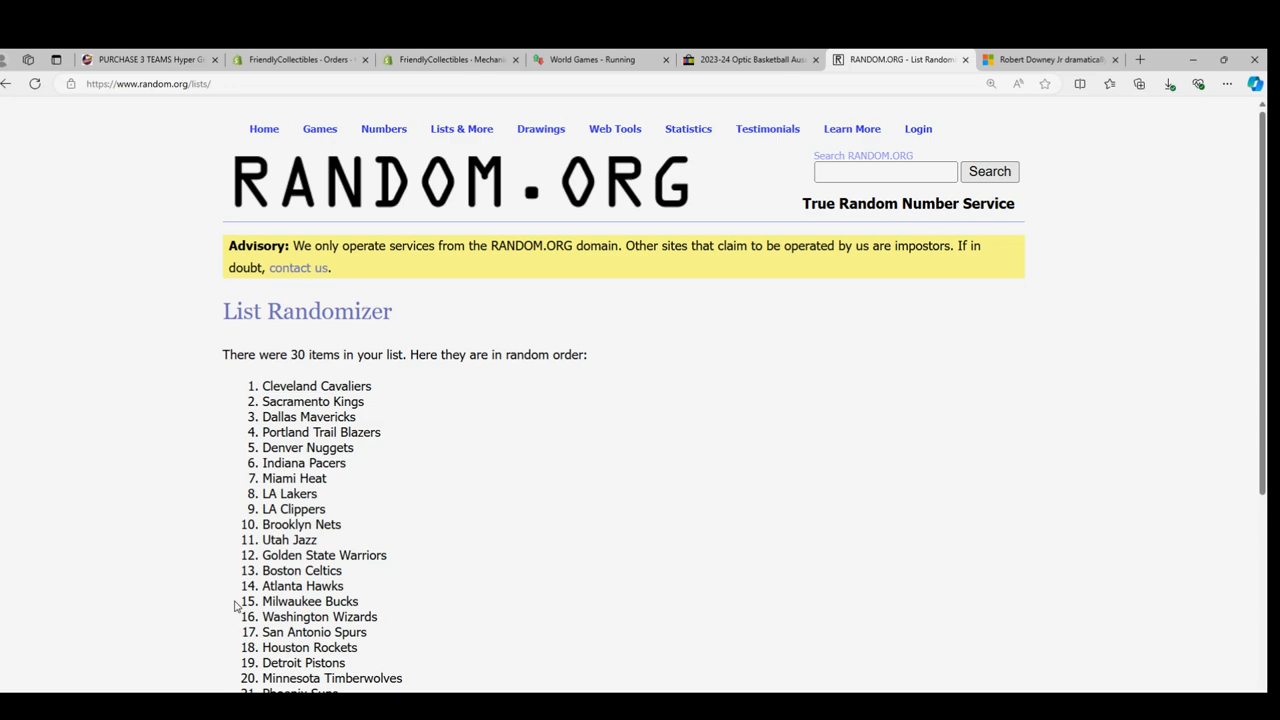 PURCHASE 3 TEAMS Hyper G
FriendlyCollectibles · Orders ·
FriendlyCollectibles · Mechan
World Games - Running
2023-24 Optic Basketball Aus
RANDOM.ORG - List Random
Robert Downey Jr dramatically
https://www.random.org/lists/
Home Games Numbers Lists & More Drawings Web Tools Statistics Testimonials Learn More Login
RANDOM.ORG
Search RANDOM.ORG
Search
True Random Number Service
Advisory: We only operate services from the RANDOM.ORG domain. Other sites that claim to be operated by us are impostors. If in
doubt, contact us.
List Randomizer
There were 30 items in your list. Here they are in random order:
1. Cleveland Cavaliers
2. Sacramento Kings
3. Dallas Mavericks
4. Portland Trail Blazers
5. Denver Nuggets
6. Indiana Pacers
7. Miami Heat
8. LA Lakers
9. LA Clippers
10. Brooklyn Nets
11. Utah Jazz
12. Golden State Warriors
13. Boston Celtics
14. Atlanta Hawks
15. Milwaukee Bucks
16. Washington Wizards
17. San Antonio Spurs
18. Houston Rockets
19. Detroit Pistons
20. Minnesota Timberwolves
21. Phoenix Suns